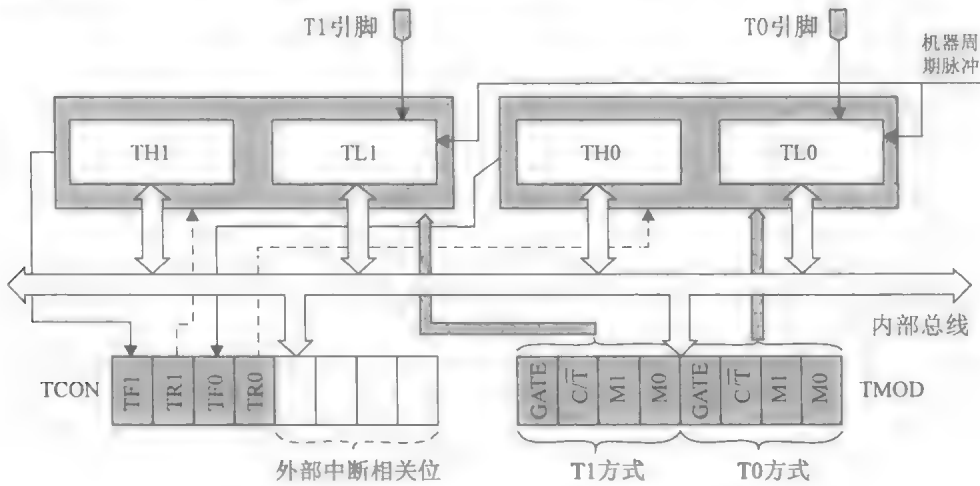 T1引脚
T0引脚
机器周
期脉冲
TH1
TL1
TH0
TL0
内部总线
TCON
TF1
TR1
TF0
TR0
GATE
C/T̅
M1
M0
GATE
C/T̅
M1
M0
TMOD
外部中断相关位
T1方式
T0方式